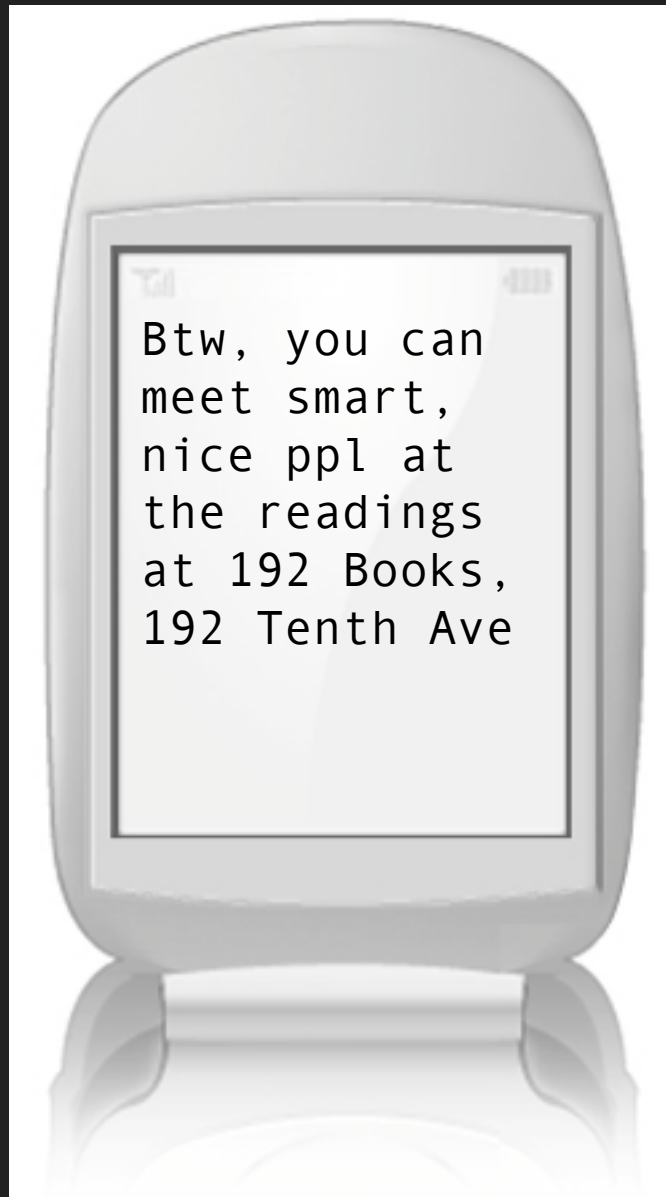 Btw, you can
meet smart,
nice ppl at
the readings
at 192 Books,
192 Tenth Ave